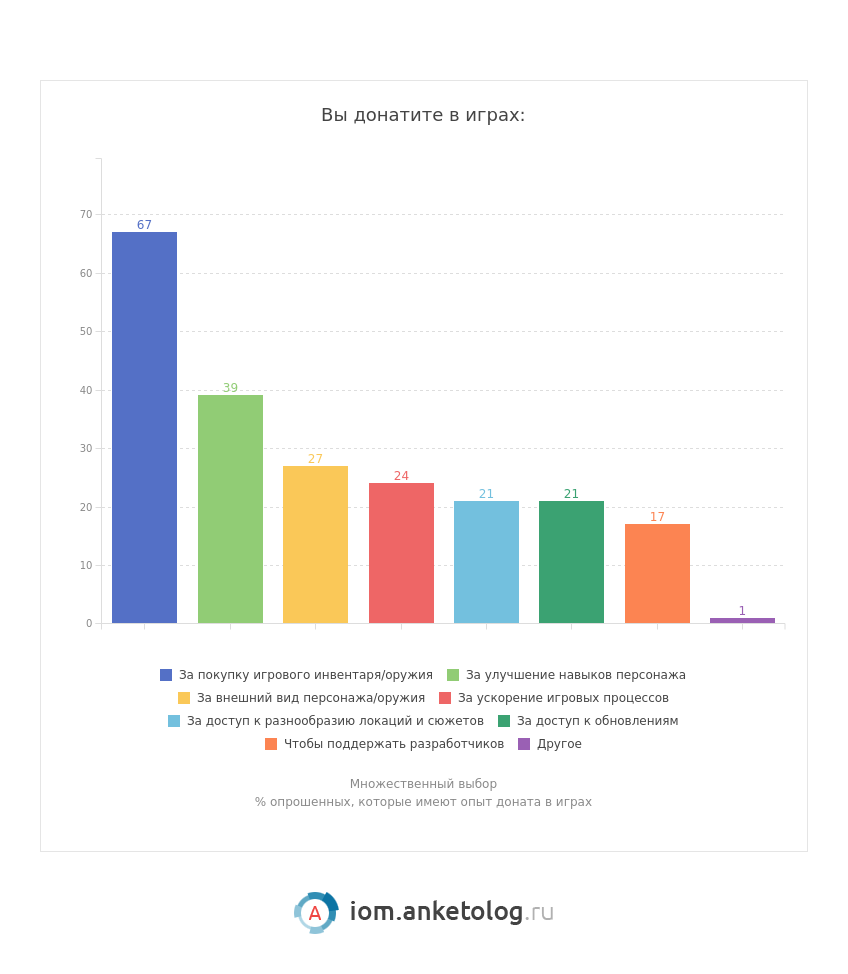 Вы донатите в играх:
70
60
50
40
30
20
10
0
67
39
27
24
21
21
17
1
За покупку игрового инвентаря/оружия За улучшение навыков персонажа
За внешний вид персонажа/оружия За ускорение игровых процессов
За доступ к разнообразию локаций и сюжетов За доступ к обновлениям
Чтобы поддержать разработчиков Другое
Множественный выбор
% опрошенных, которые имеют опыт доната в играх
A iom.anketolog.ru